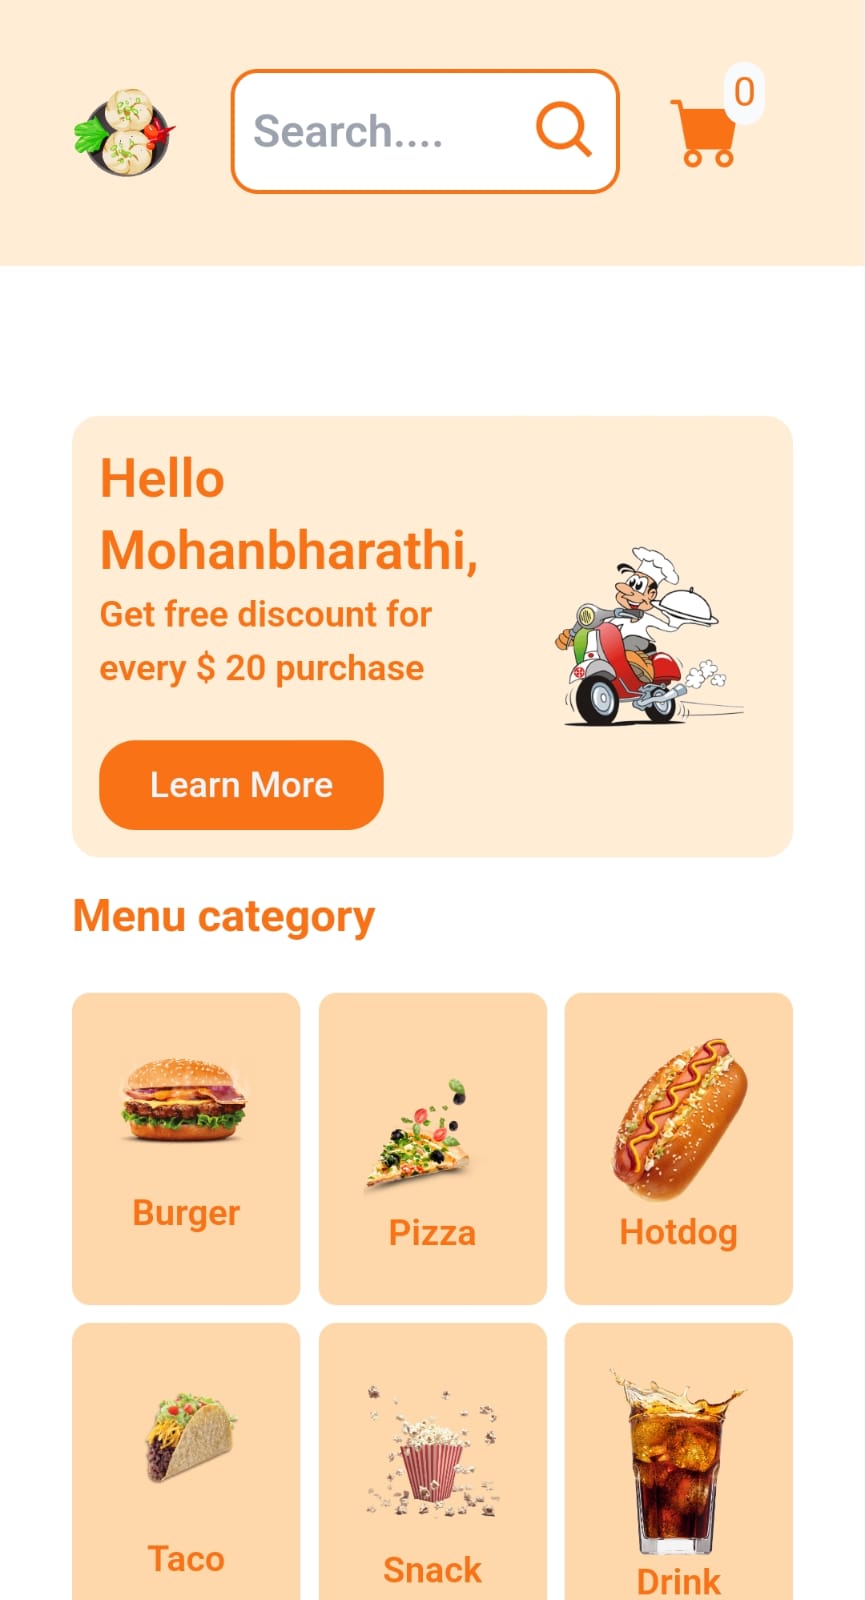 Search....
0
Hello
Mohanbharathi,
Get free discount for
every $ 20 purchase
Learn More
Menu category
Burger
Pizza
Hotdog
Taco
Snack
Drink